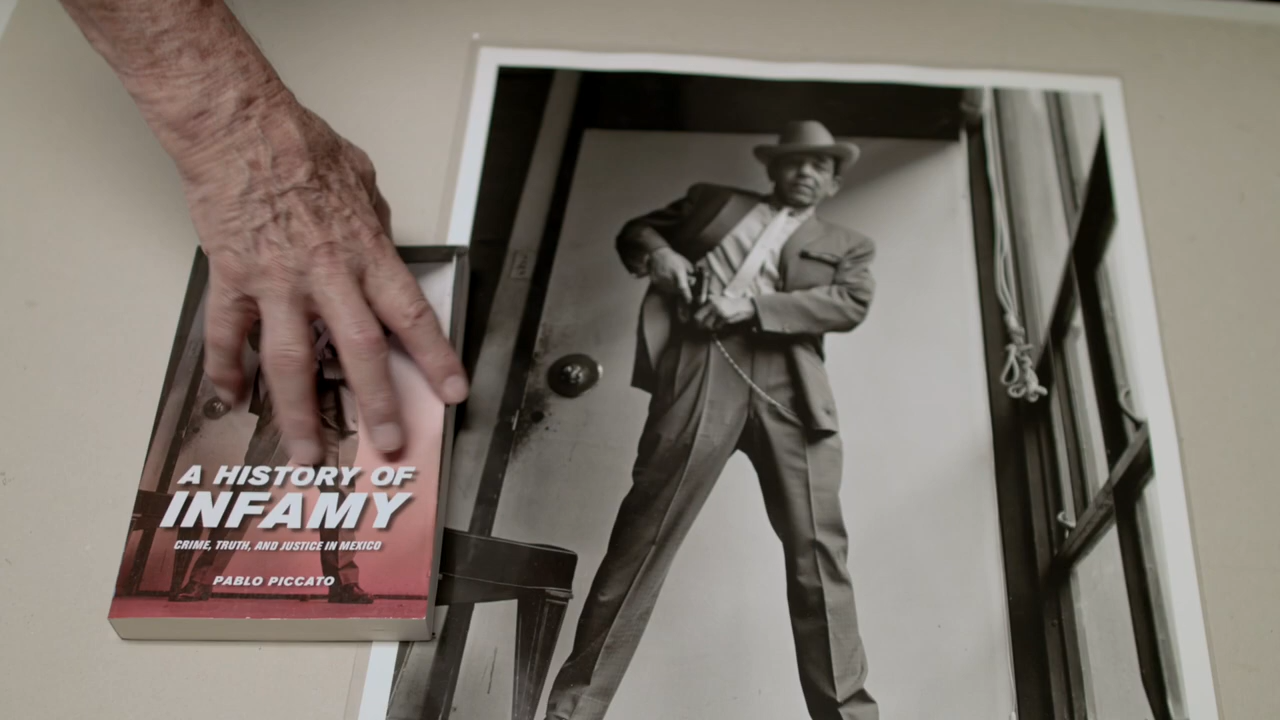 A HISTORY OF
INFAMY
CRIME, TRUTH, AND JUSTICE IN MEXICO
PABLO PICCATO